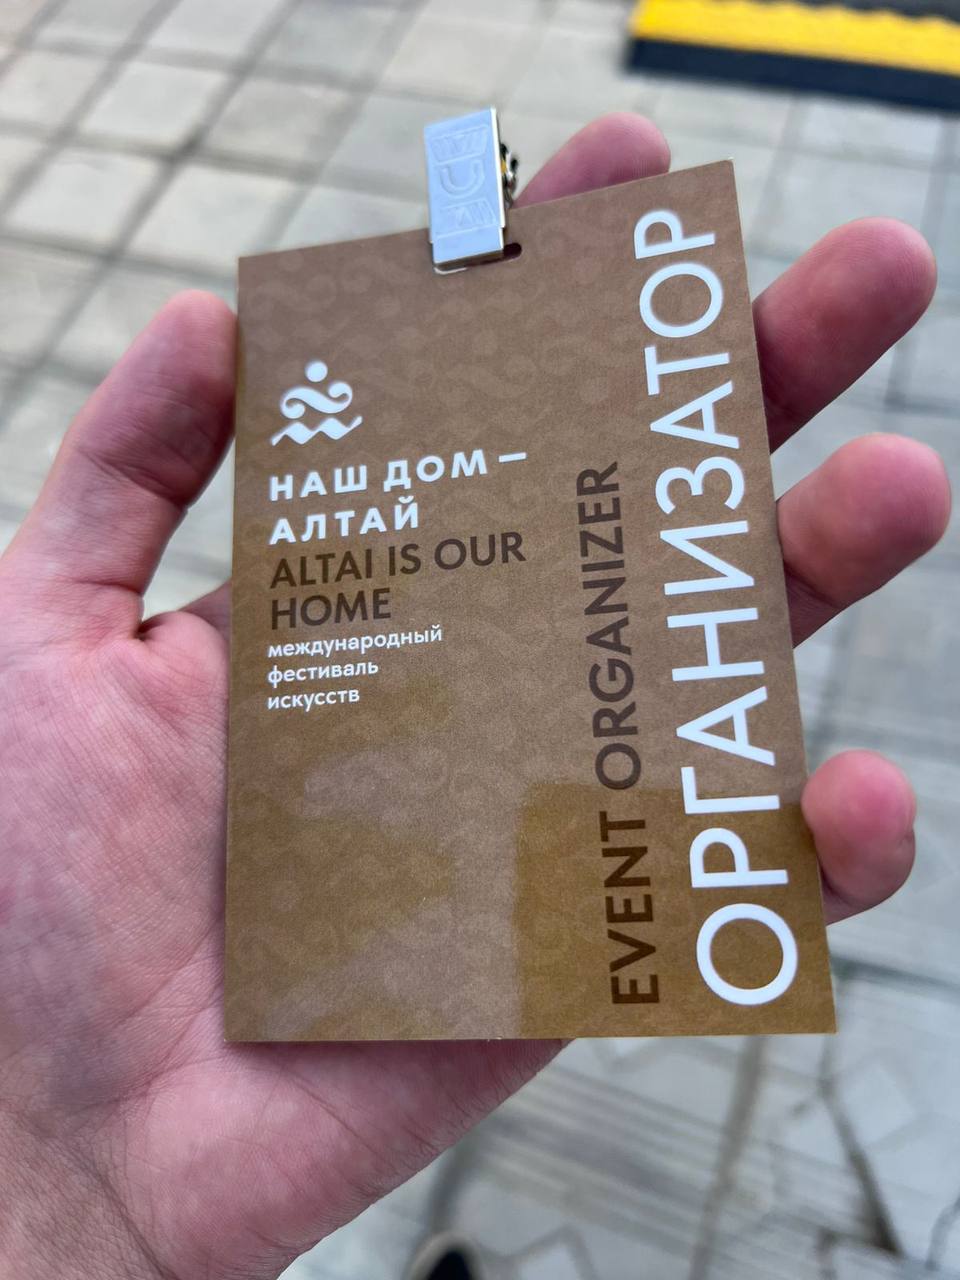 НАШ ДОМ –
АЛТАЙ
ALTAI IS OUR
HOME
международный
фестиваль
искусств
EVENT ORGANIZER
ОРГАНИЗАТОР